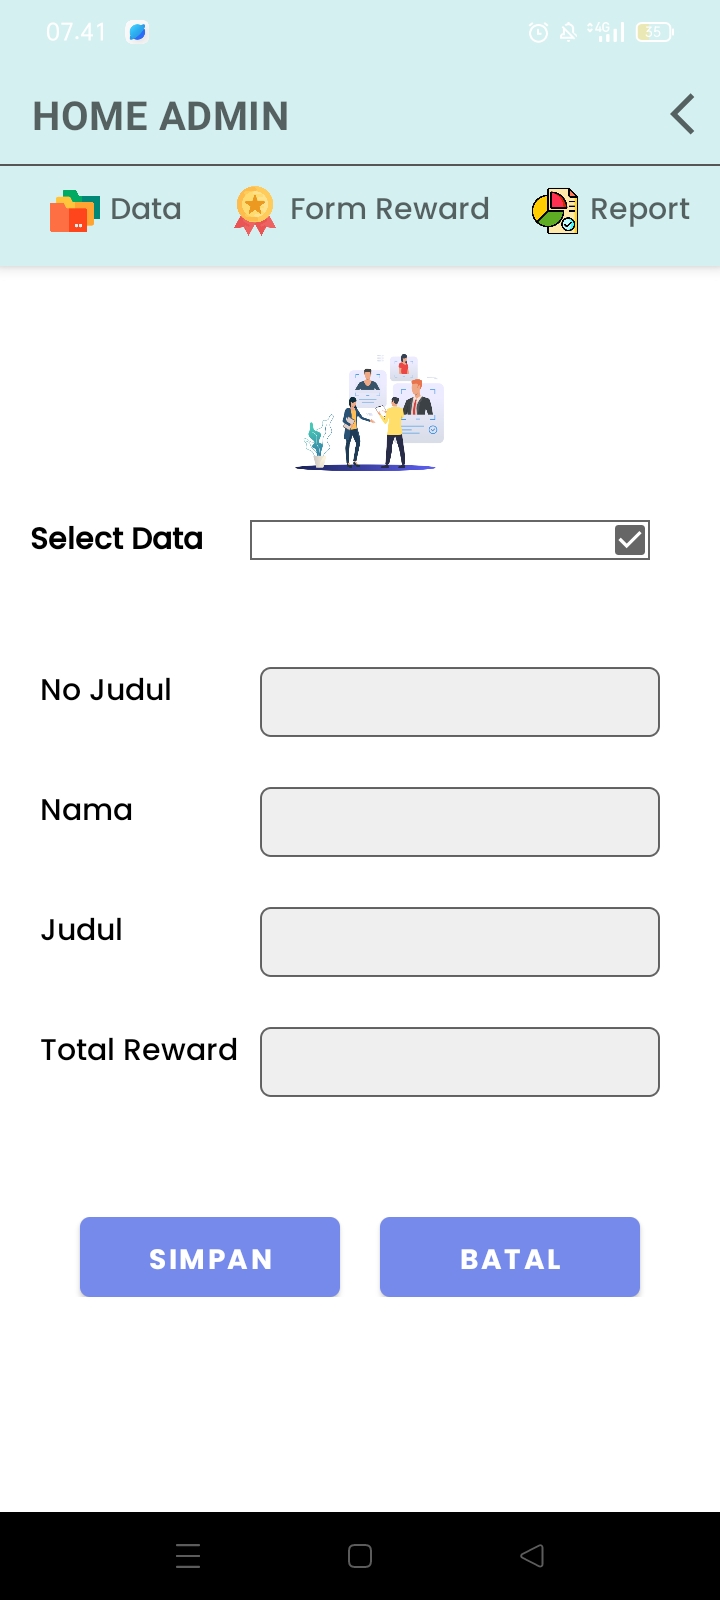 07.41
4G
35
HOME ADMIN
Data
Form Reward
Report
Select Data
No Judul
Nama
Judul
Total Reward
SIMPAN
BATAL